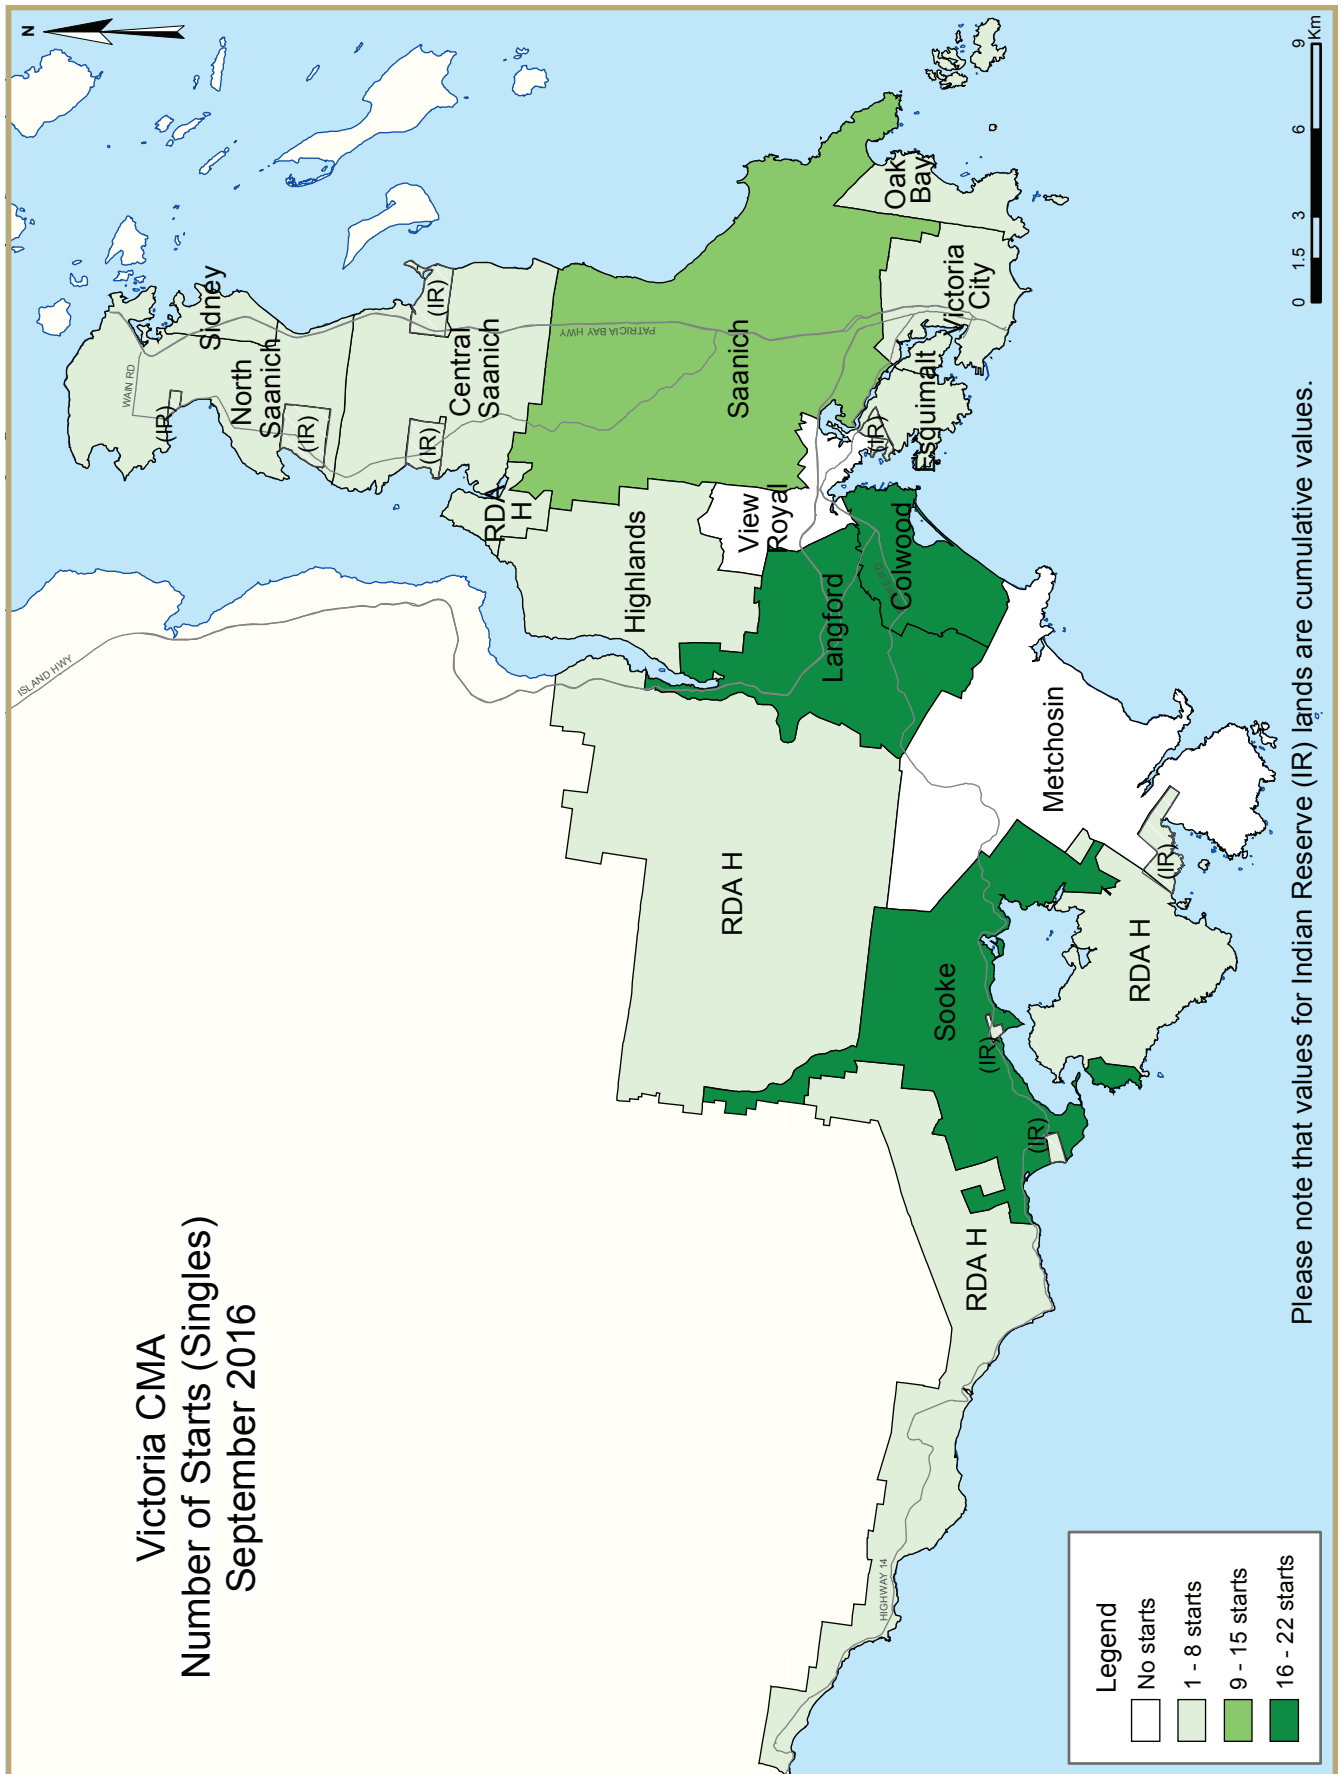 Victoria CMA
Number of Starts (Singles)
September 2016
N
ISLAND HWY
WAIN RD
Sidney
(IR)
North
Saanich
(IR)
(IR)
Central
Saanich
(IR)
PATRICIA BAY HWY
RDA
H
Saanich
Highlands
View
Royal
Oak
Bay
Victoria
City
Esquimalt
(IR)
Langford
Colwood
Metchosin
(IR)
RDA H
RDA H
Sooke
(IR)
(IR)
RDA H
HIGHWAY 14
Legend
No starts
1 - 8 starts
9 - 15 starts
16 - 22 starts
0 1.5 3 6 9
Km
Please note that values for Indian Reserve (IR) lands are cumulative values.